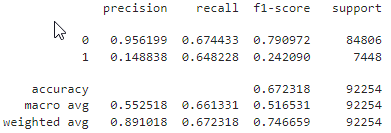 precision recall f1-score support
0 0.956199 0.674433 0.790972 84806
1 0.148838 0.648228 0.242090 7448
accuracy 0.672318 92254
macro avg 0.552518 0.661331 0.516531 92254
weighted avg 0.891018 0.672318 0.746659 92254